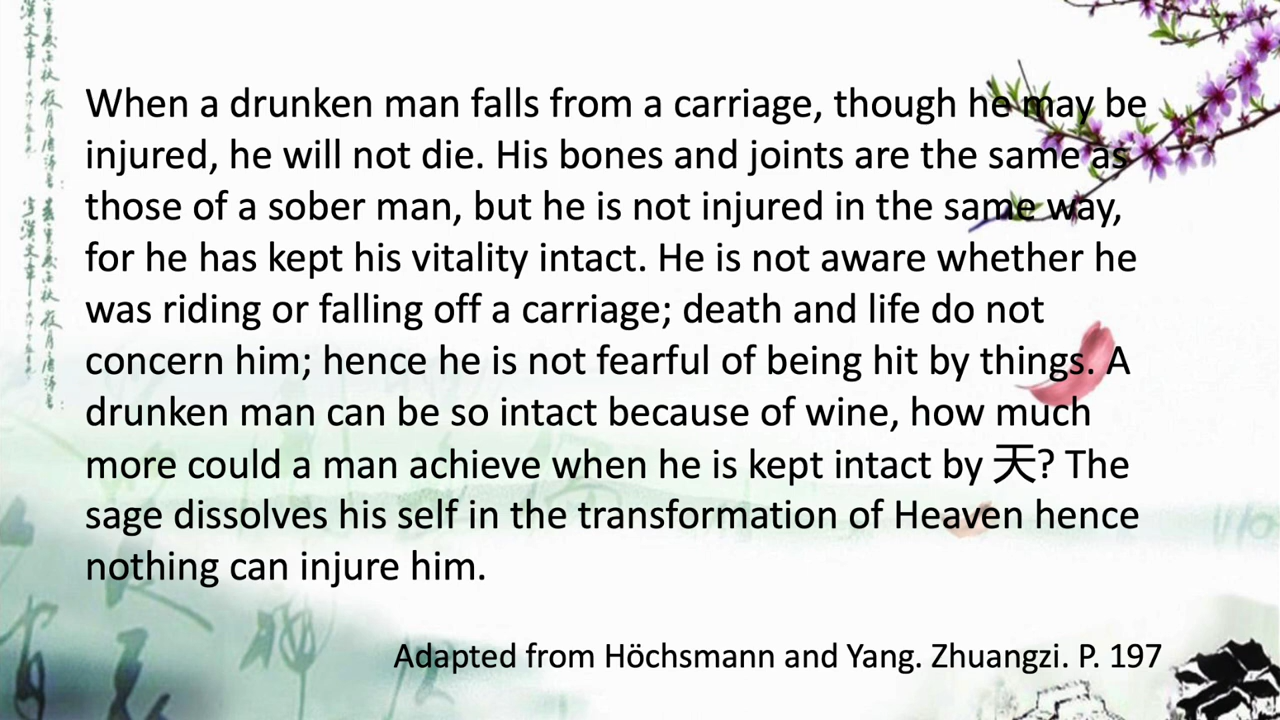 When a drunken man falls from a carriage, though he may be
injured, he will not die. His bones and joints are the same as
those of a sober man, but he is not injured in the same way,
for he has kept his vitality intact. He is not aware whether he
was riding or falling off a carriage; death and life do not
concern him; hence he is not fearful of being hit by things. A
drunken man can be so intact because of wine, how much
more could a man achieve when he is kept intact by 天? The
sage dissolves his self in the transformation of Heaven hence
nothing can injure him.
Adapted from Höchsmann and Yang. Zhuangzi. P. 197